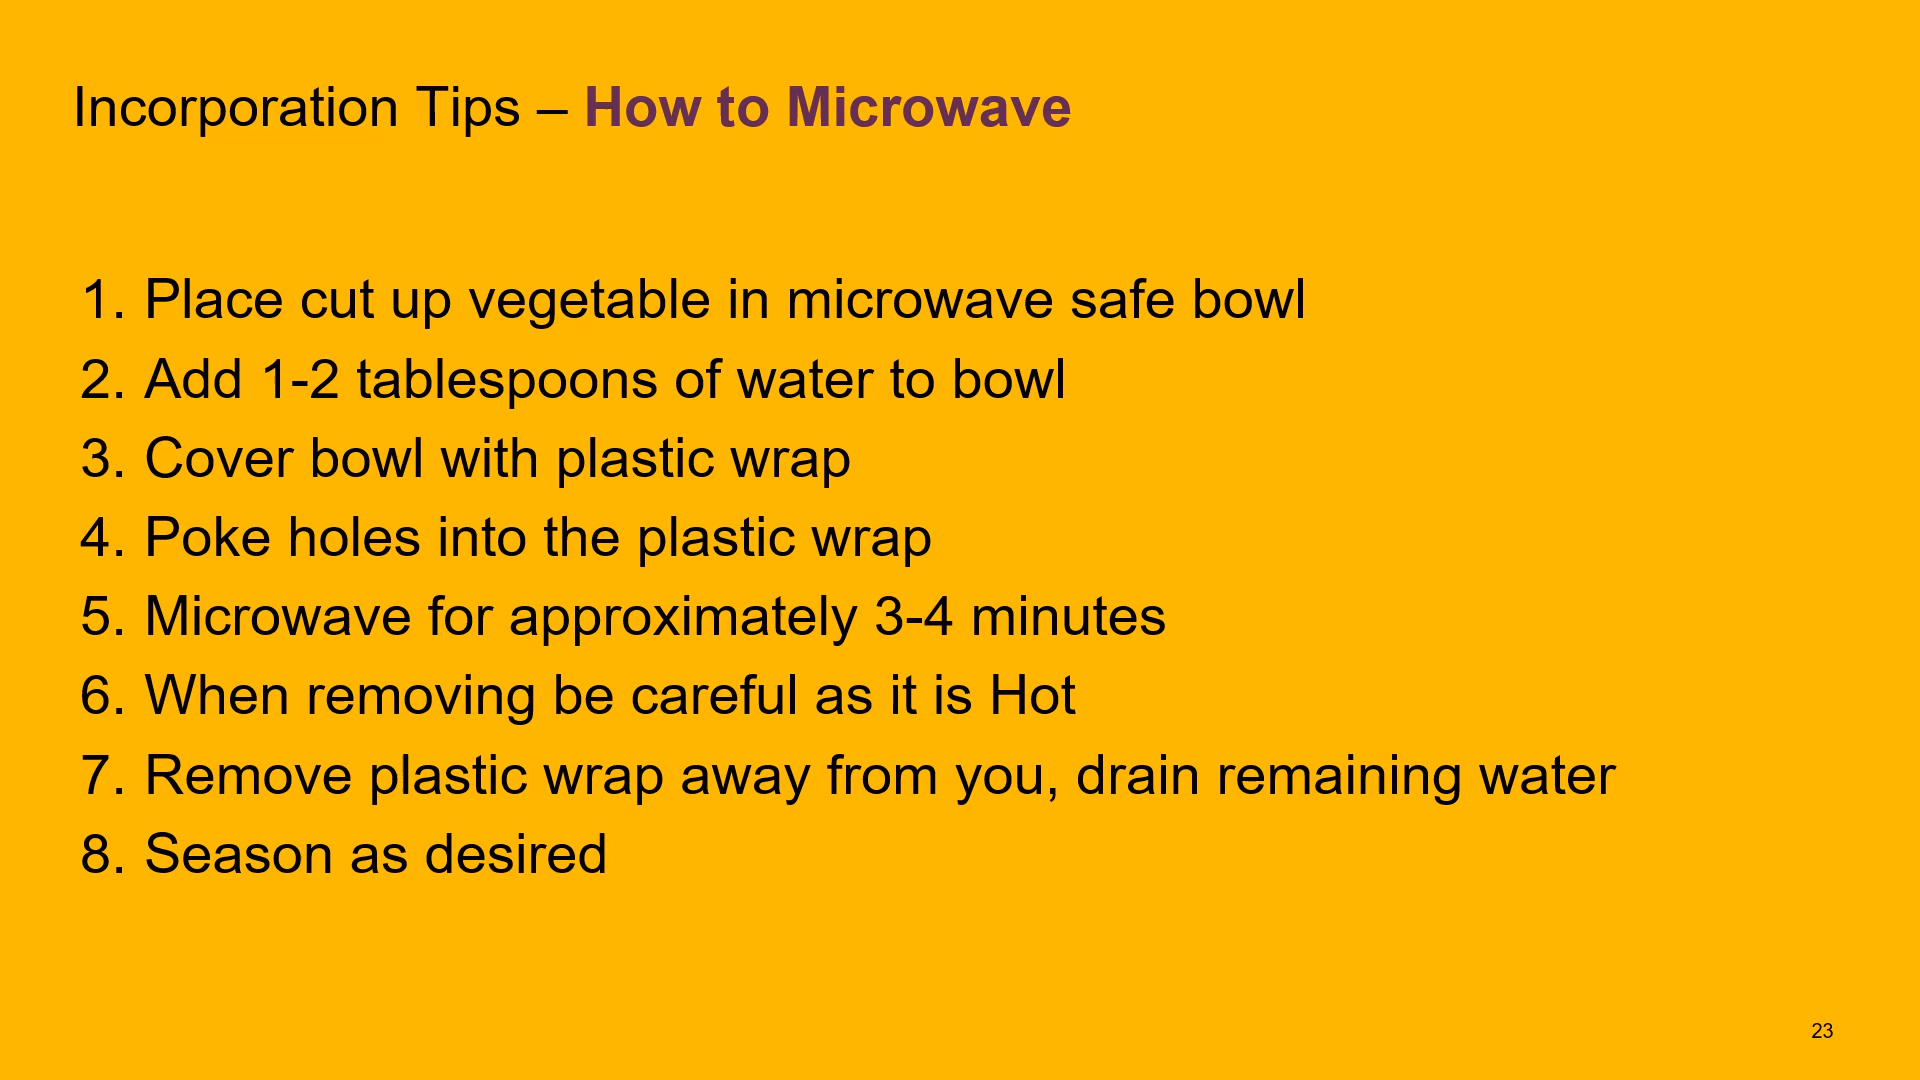 Incorporation Tips – How to Microwave
1. Place cut up vegetable in microwave safe bowl
2. Add 1-2 tablespoons of water to bowl
3. Cover bowl with plastic wrap
4. Poke holes into the plastic wrap
5. Microwave for approximately 3-4 minutes
6. When removing be careful as it is Hot
7. Remove plastic wrap away from you, drain remaining water
8. Season as desired
23